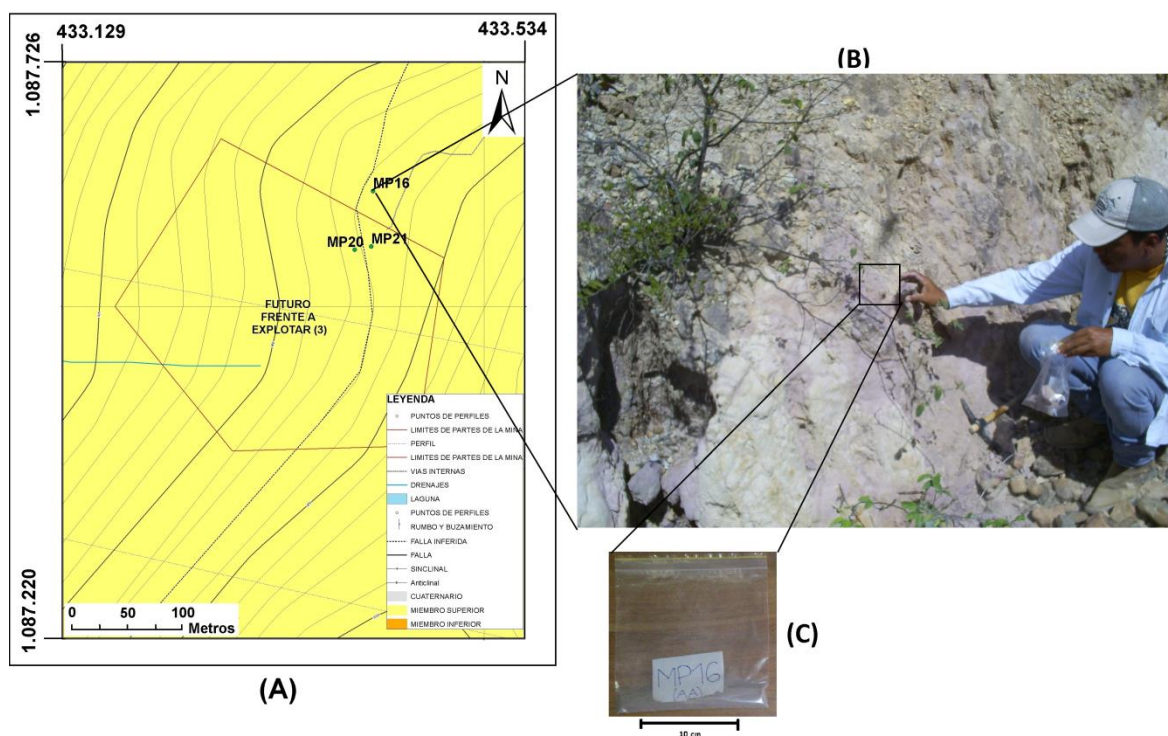 433.129
433.534
1.087.726
N
MP16
MP20
MP21
FUTURO
FRENTE A
EXPLOTAR (3)
LEYENDA
PUNTOS DE PERFILES
LIMITES DE PARTES DE LA MINA
PERFIL
LIMITES DE PARTES DE LA MINA
VIAS INTERNAS
DRENAJES
LAGUNA
PUNTOS DE PERFILES
RUMBO Y BUZAMIENTO
FALLA INFERIDA
FALLA
SINCLINAL
Anticlinal
CUATERNARIO
MIEMBRO SUPERIOR
MIEMBRO INFERIOR
0 50 100
Metros
1.087.220
(A)
(B)
MP16
(AA)
(C)
10 cm